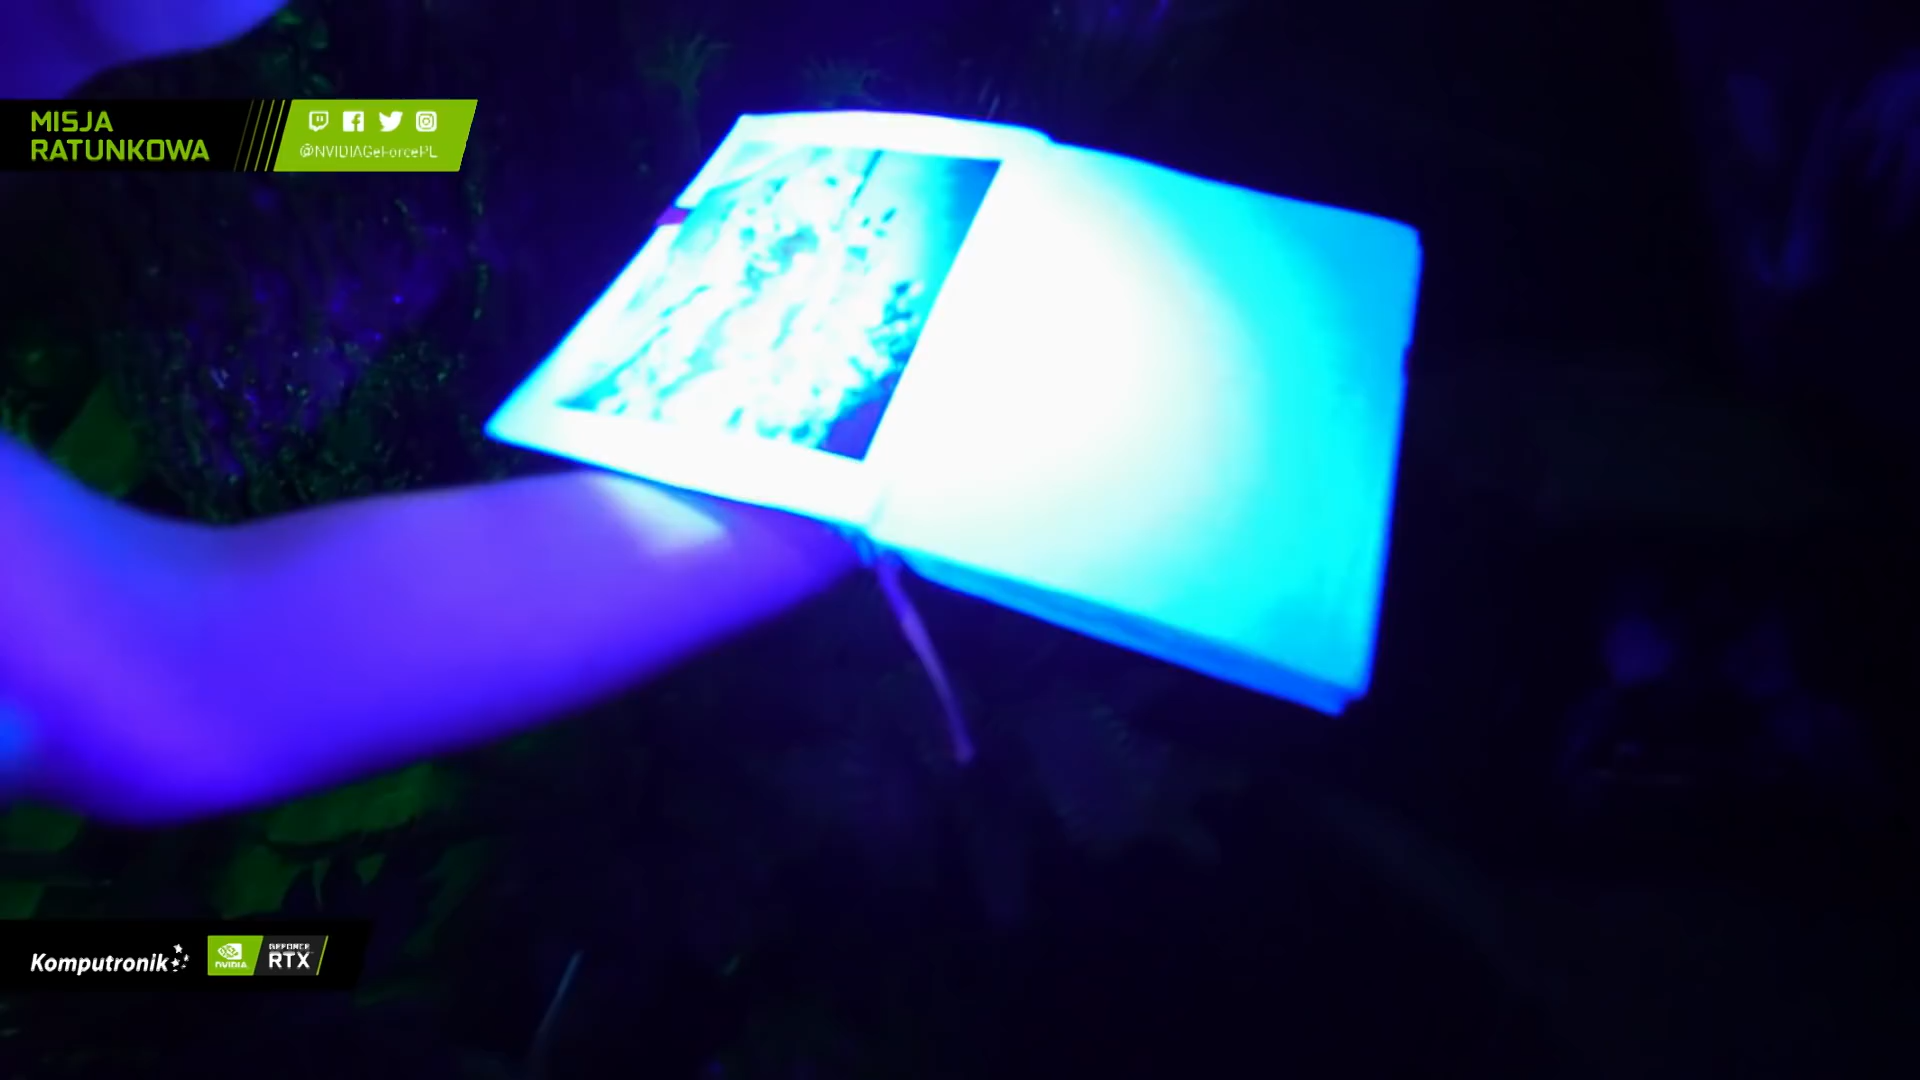 MISJA
RATUNKOWA
@NVIDIAGeForcePL
Komputronik
NVIDIA
GEFORCE
RTX